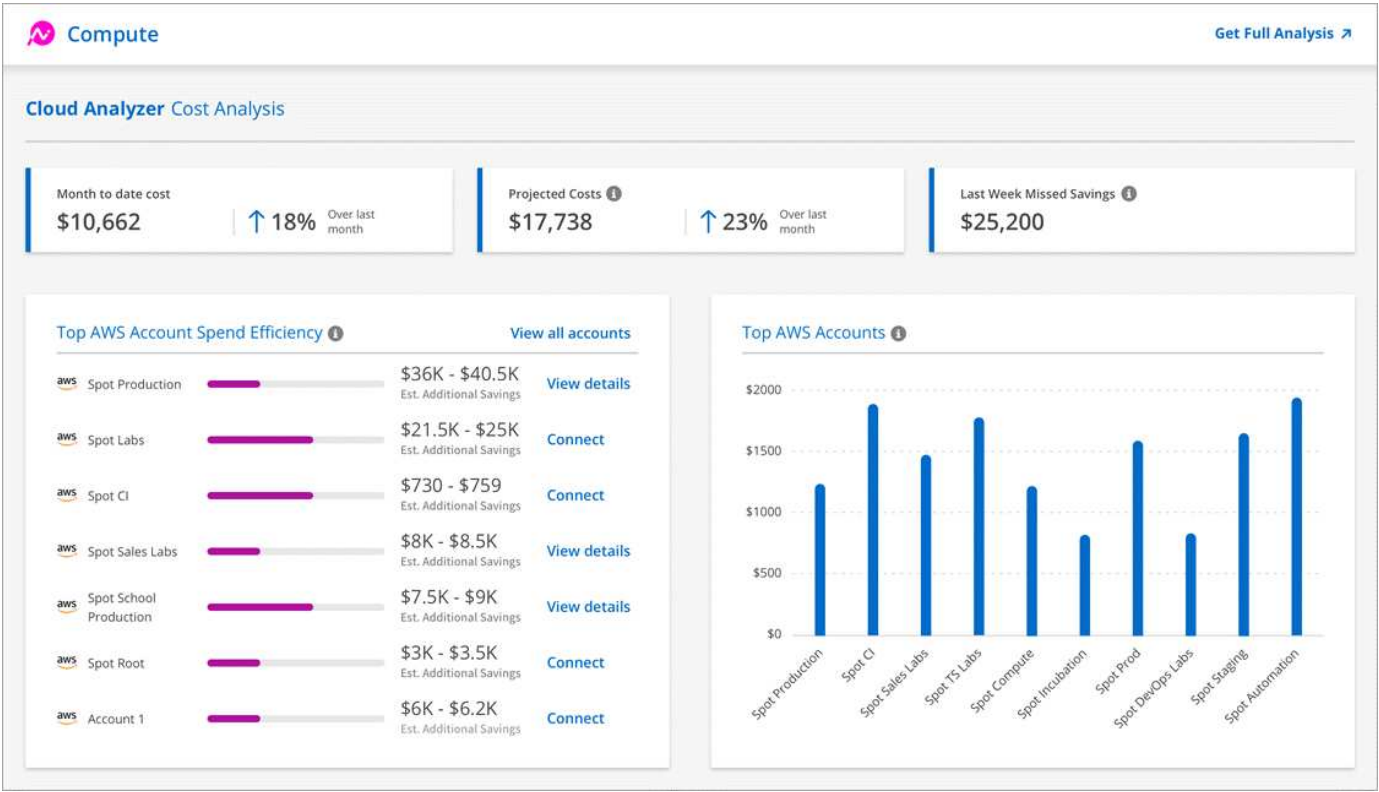 Compute
Get Full Analysis ↗
Cloud Analyzer Cost Analysis
Month to date cost
$10,662
↑ 18%
Over last
month
Projected Costs
$17,738
↑ 23%
Over last
month
Last Week Missed Savings
$25,200
Top AWS Account Spend Efficiency
View all accounts
aws Spot Production
$36K - $40.5K
Est. Additional Savings
View details
aws Spot Labs
$21.5K - $25K
Est. Additional Savings
Connect
aws Spot CI
$730 - $759
Est. Additional Savings
Connect
aws Spot Sales Labs
$8K - $8.5K
Est. Additional Savings
View details
aws Spot School
Production
$7.5K - $9K
Est. Additional Savings
View details
aws Spot Root
$3K - $3.5K
Est. Additional Savings
Connect
aws Account 1
$6K - $6.2K
Est. Additional Savings
Connect
Top AWS Accounts
$2000
$1500
$1000
$500
$0
Spot Production
Spot CI
Spot Sales Labs
Spot TS Labs
Spot Compute
Spot Incubation
Spot Prod
Spot DevOps Labs
Spot Staging
Spot Automation